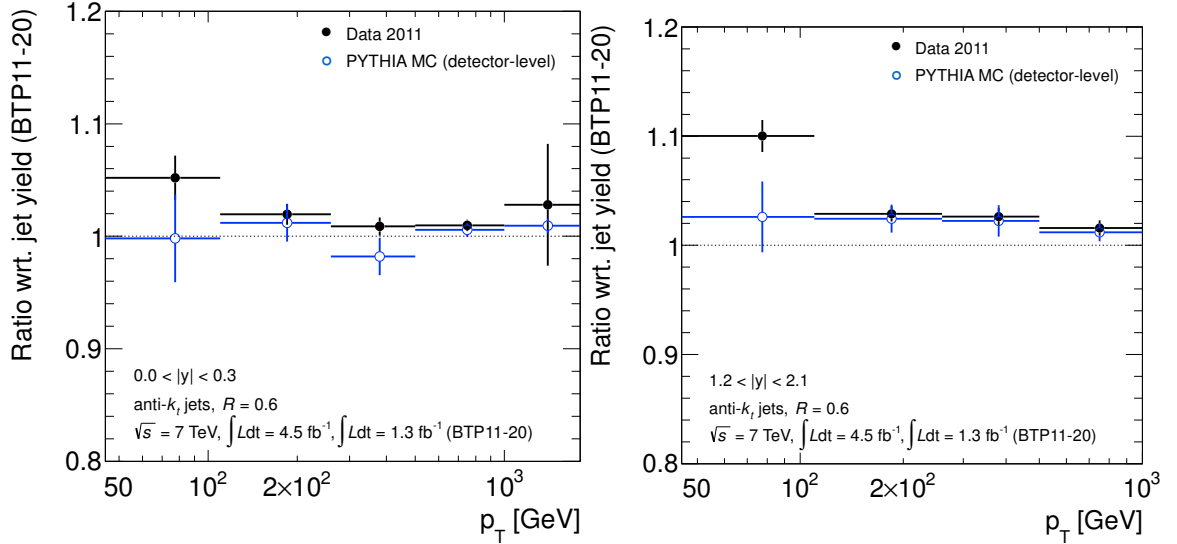 Ratio wrt. jet yield (BTP11-20)
1.2
1.1
1
0.9
0.8
Data 2011
PYTHIA MC (detector-level)
0.0 < |y| < 0.3
anti-kₜ jets, R = 0.6
√s = 7 TeV, ∫Ldt = 4.5 fb⁻¹, ∫Ldt = 1.3 fb⁻¹ (BTP11-20)
50 10² 2×10² 10³
p_T [GeV]
Ratio wrt. jet yield (BTP11-20)
1.2
1.1
1
0.9
0.8
Data 2011
PYTHIA MC (detector-level)
1.2 < |y| < 2.1
anti-kₜ jets, R = 0.6
√s = 7 TeV, ∫Ldt = 4.5 fb⁻¹, ∫Ldt = 1.3 fb⁻¹ (BTP11-20)
50 10² 2×10² 10³
p_T [GeV]